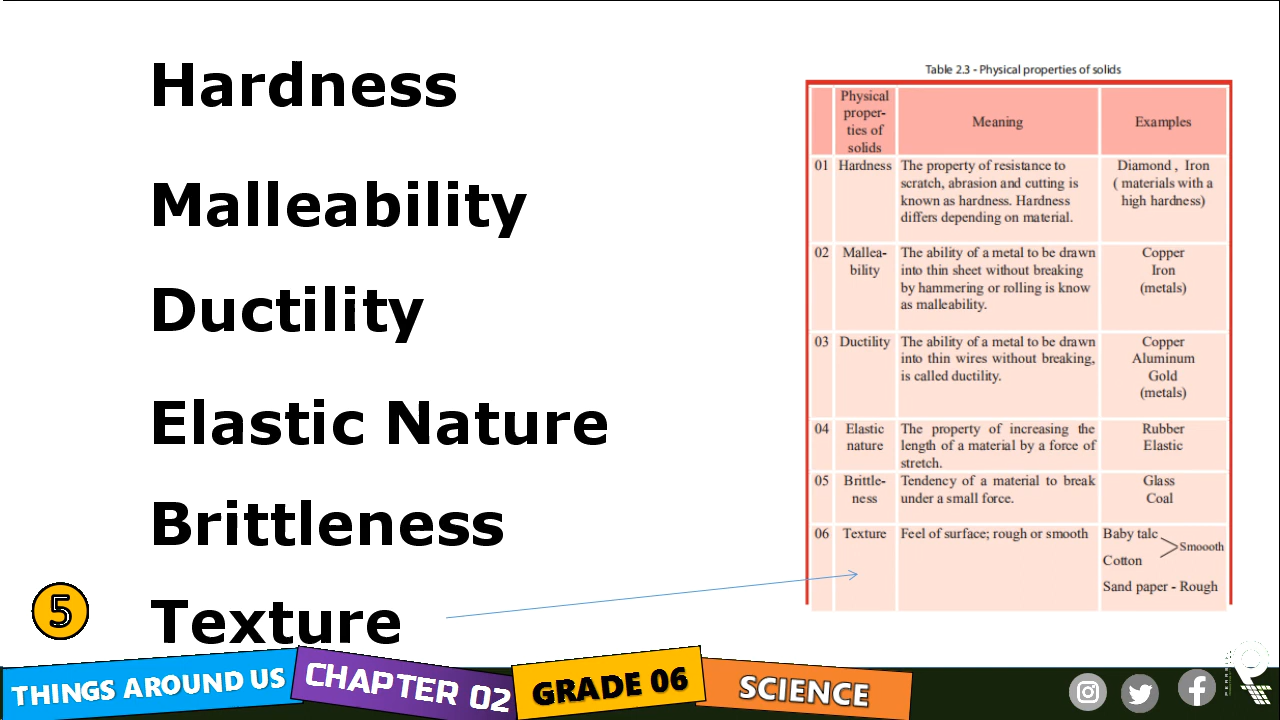 Hardness
Malleability
Ductility
Elastic Nature
Brittleness
Texture
Table 2.3 - Physical properties of solids
Physical
proper-
ties of
solids
Meaning
Examples
01
Hardness
The property of resistance to
scratch, abrasion and cutting is
known as hardness. Hardness
differs depending on material.
Diamond , Iron
( materials with a
high hardness)
02
Mallea-
bility
The ability of a metal to be drawn
into thin sheet without breaking
by hammering or rolling is know
as malleability.
Copper
Iron
(metals)
03
Ductility
The ability of a metal to be drawn
into thin wires without breaking,
is called ductility.
Copper
Aluminum
Gold
(metals)
04
Elastic
nature
The property of increasing the
length of a material by a force of
stretch.
Rubber
Elastic
05
Brittle-
ness
Tendency of a material to break
under a small force.
Glass
Coal
06
Texture
Feel of surface; rough or smooth
Baby talc
Cotton
Smoooth
Sand paper - Rough
5
THINGS AROUND US
CHAPTER 02
GRADE 06
SCIENCE